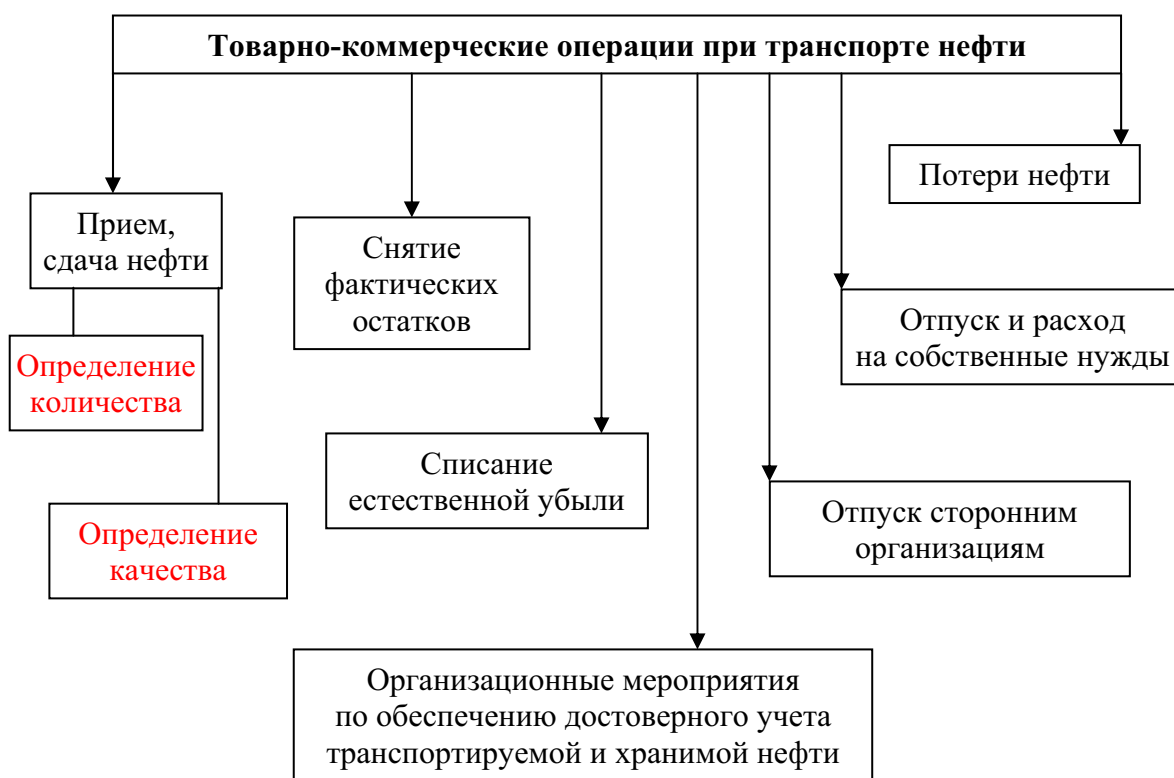 Товарно-коммерческие операции при транспорте нефти
Потери нефти
Прием,
сдача нефти
Снятие
фактических
остатков
Отпуск и расход
на собственные нужды
Определение
количества
Списание
естественной убыли
Отпуск сторонним
организациям
Определение
качества
Организационные мероприятия
по обеспечению достоверного учета
транспортируемой и хранимой нефти